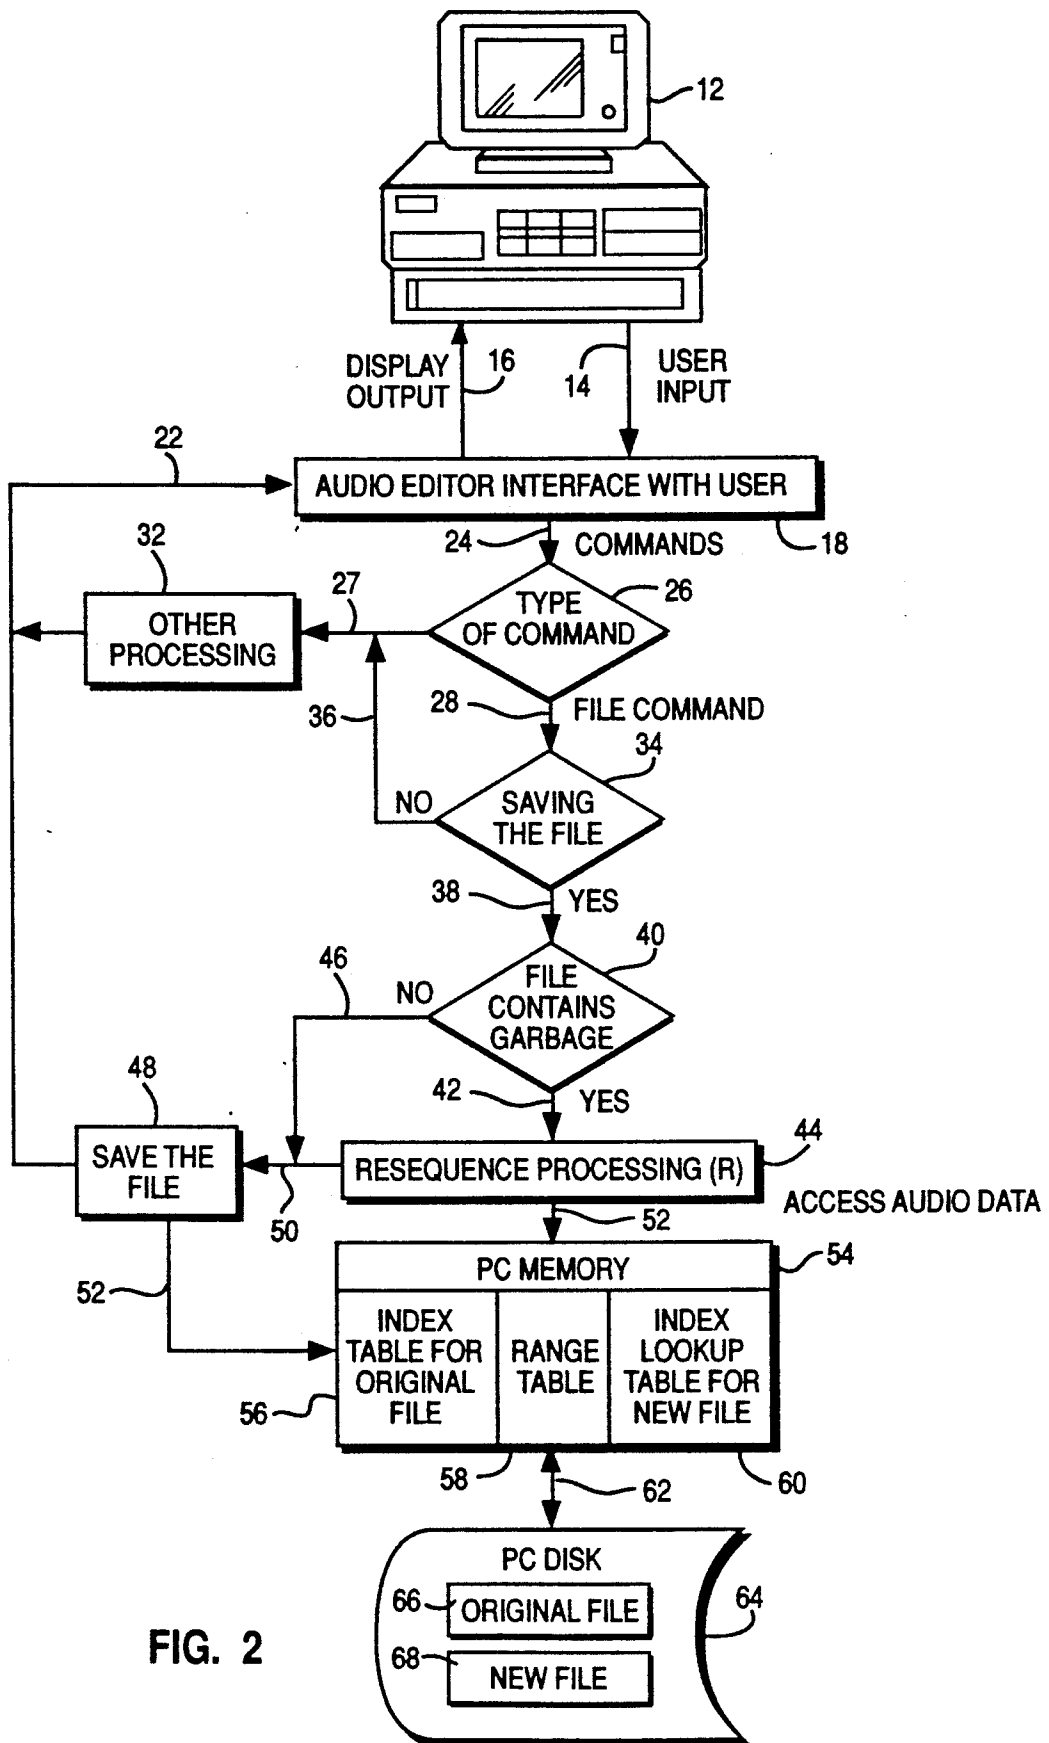 12
DISPLAY
OUTPUT
16
14
USER
INPUT
22
AUDIO EDITOR INTERFACE WITH USER
18
24
COMMANDS
32
27
26
TYPE
OF COMMAND
OTHER
PROCESSING
36
28
FILE COMMAND
34
NO
SAVING
THE FILE
38
YES
40
46
NO
FILE
CONTAINS
GARBAGE
42
YES
48
44
SAVE THE
FILE
50
RESEQUENCE PROCESSING (R)
ACCESS AUDIO DATA
52
52
54
PC MEMORY
INDEX
TABLE FOR
ORIGINAL
FILE
RANGE
TABLE
INDEX
LOOKUP
TABLE FOR
NEW FILE
56
58
62
60
PC DISK
66
ORIGINAL FILE
64
68
NEW FILE
FIG. 2